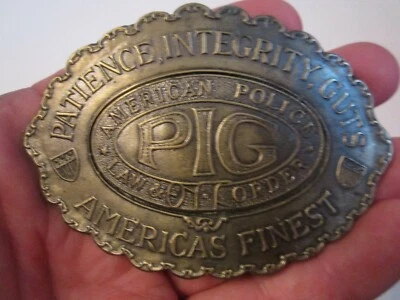 PATIENCE, INTEGRITY, GUTS
AMERICAN POLICE
PIG
LAW & ORDER
AMERICAS FINEST